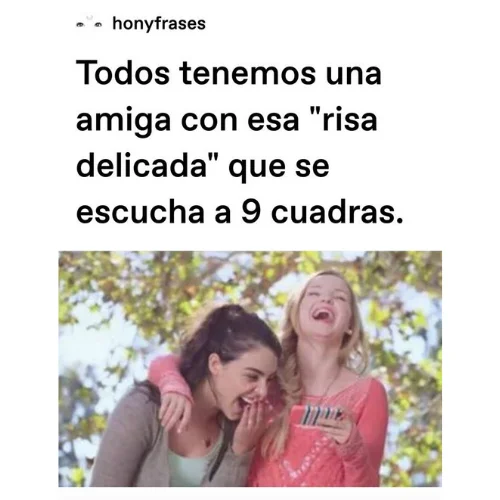 honyfrases
Todos tenemos una
amiga con esa "risa
delicada" que se
escucha a 9 cuadras.